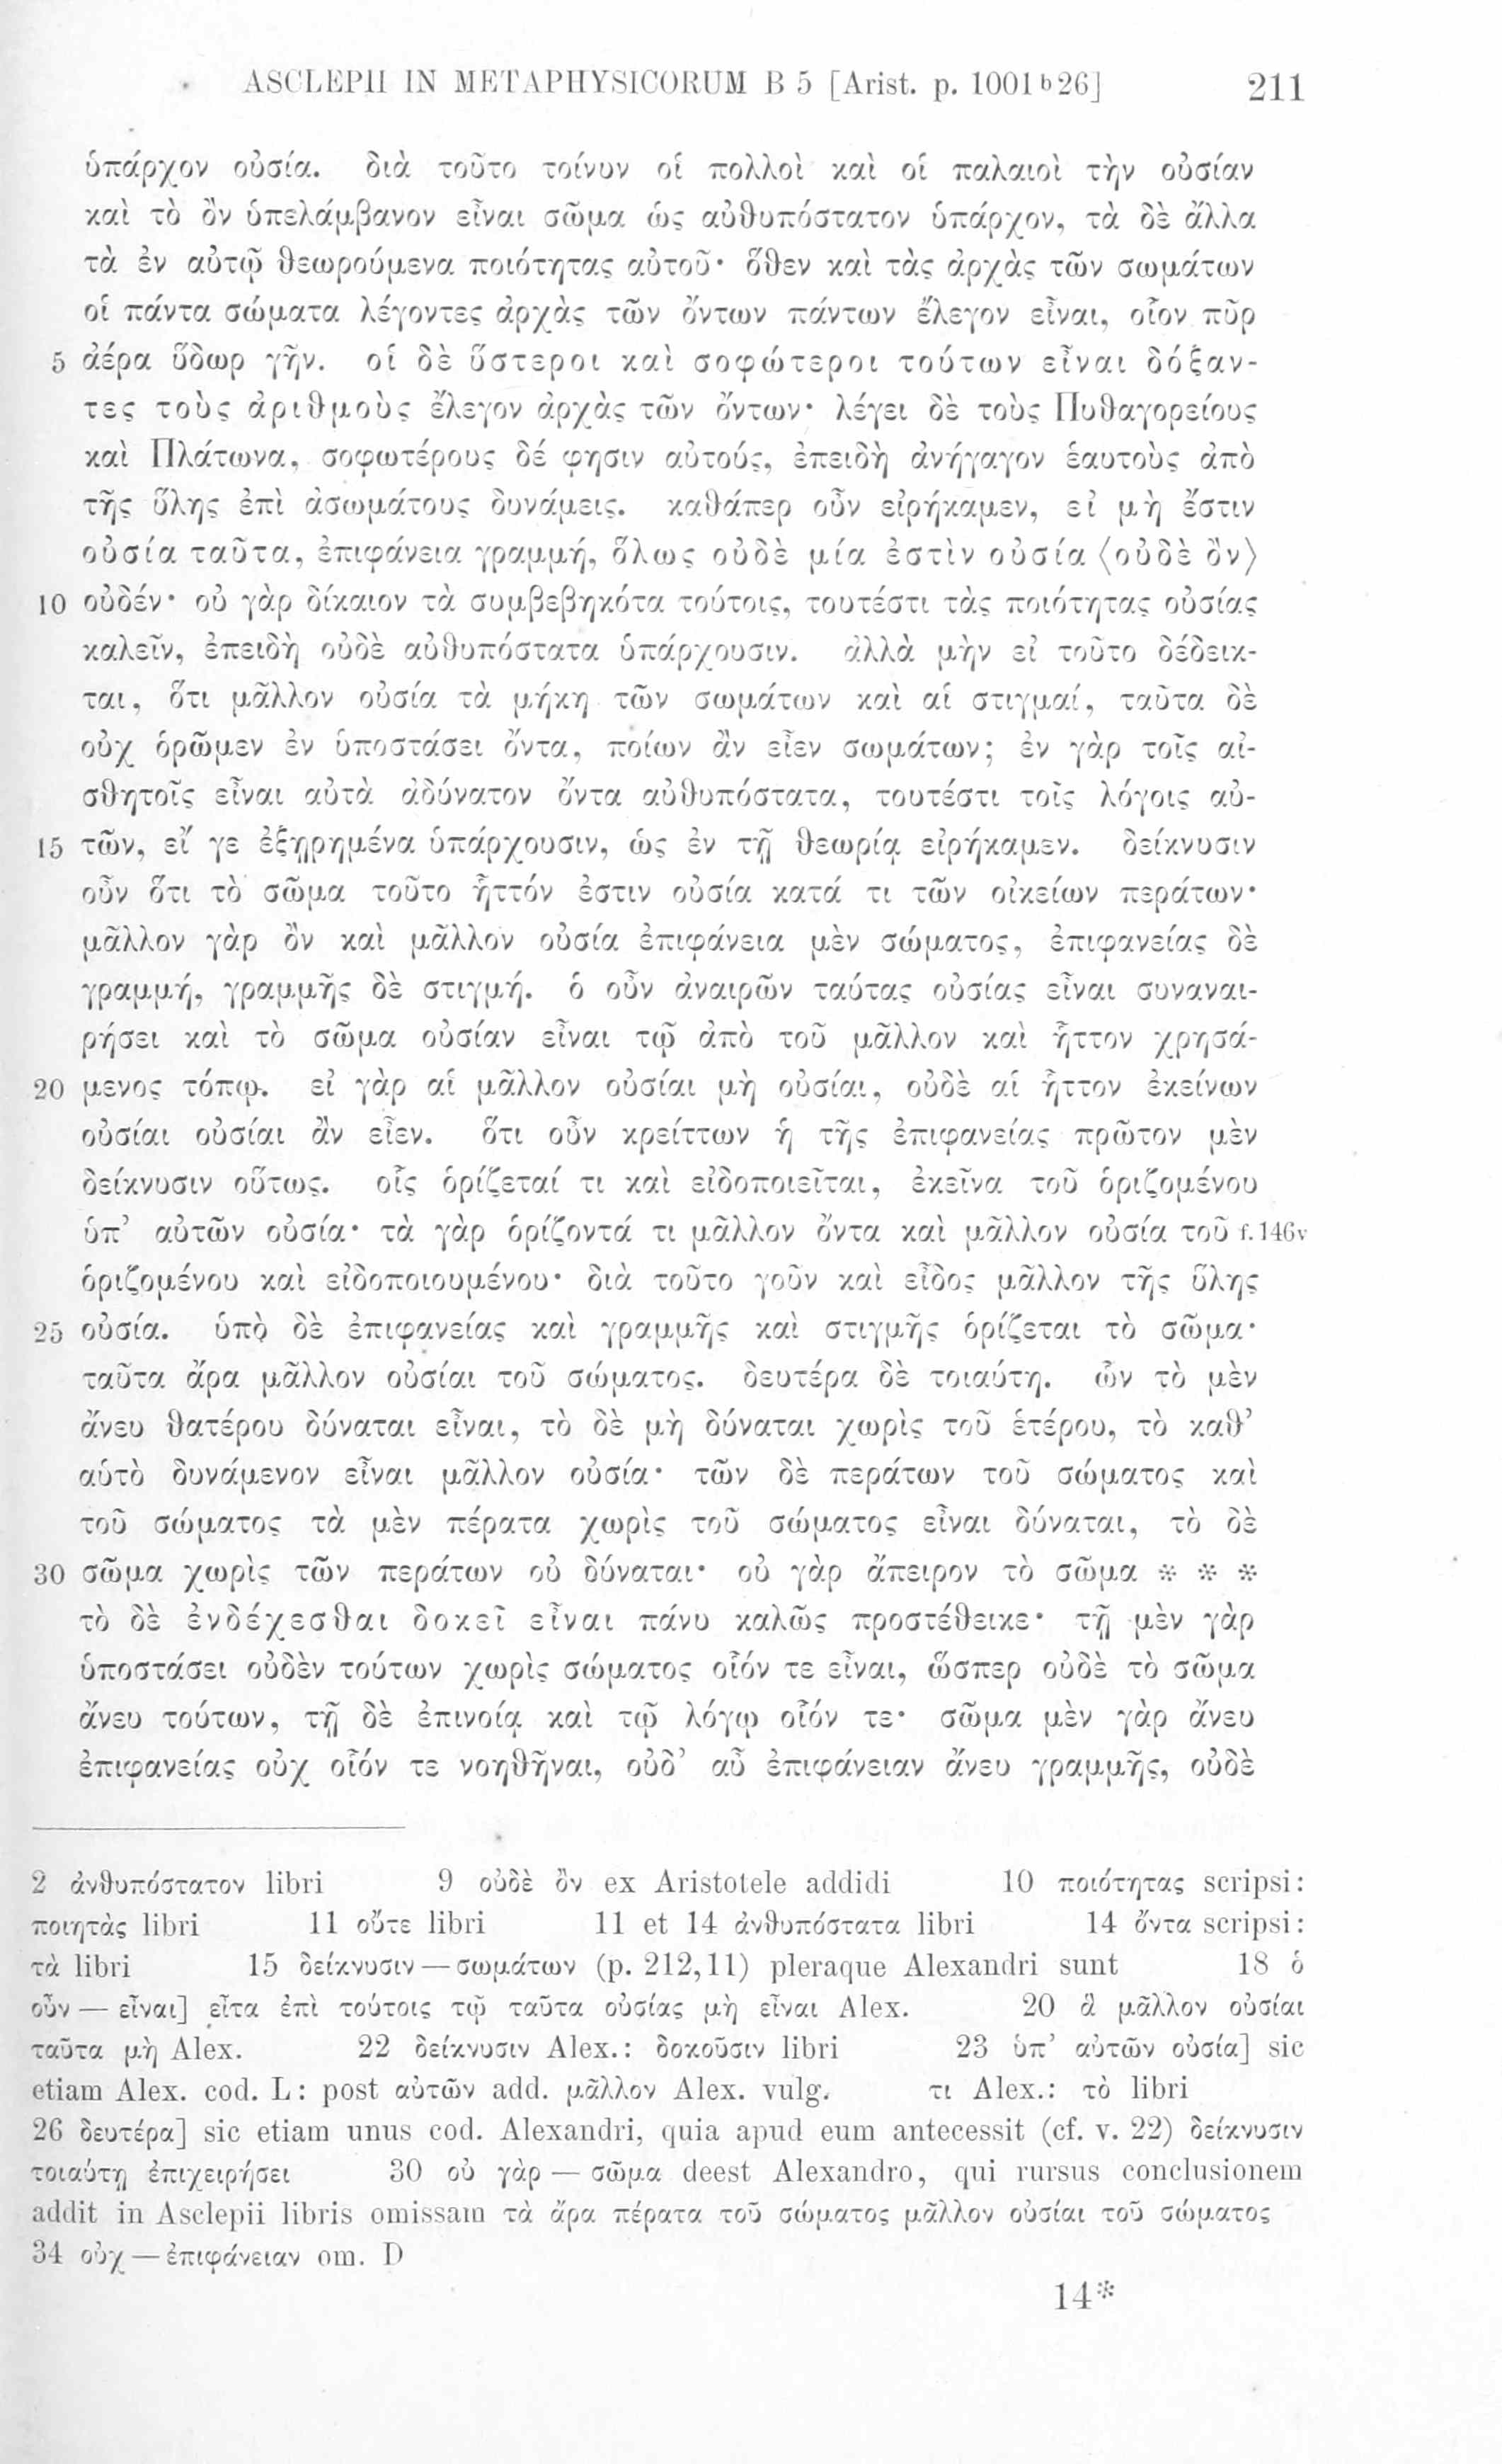 ASCLEPII IN METAPHYSICORUM B 5 [Arist. p. 1001 b 26] 211
ὑπάρχον οὐσία. διὰ τοῦτο τοίνυν οἱ πολλοὶ καὶ οἱ παλαιοὶ τὴν οὐσίαν
καὶ τὸ ὂν ὑπελάμβανον εἶναι σῶμα ὡς αὐθυπόστατον ὑπάρχον, τὰ δὲ ἄλλα
τὰ ἐν αὐτῷ θεωρούμενα ποιότητας αὐτοῦ· ὅθεν καὶ τὰς ἀρχὰς τῶν σωμάτων
οἱ πάντα σώματα λέγοντες ἀρχὰς τῶν ὄντων πάντων ἔλεγον εἶναι, οἷον πῦρ
5 ἀέρα ὕδωρ γῆν. οἱ δὲ ὕστεροι καὶ σοφώτεροι τούτων εἶναι δόξαν-
τες τοὺς ἀριθμοὺς ἔλεγον ἀρχὰς τῶν ὄντων· λέγει δὲ τοὺς Πυθαγορείους
καὶ Πλάτωνα, σοφωτέρους δέ φησιν αὐτούς, ἐπειδὴ ἀνήγαγον ἑαυτοὺς ἀπὸ
τῆς ὕλης ἐπὶ ἀσωμάτους δυνάμεις. καθάπερ οὖν εἰρήκαμεν, εἰ μὴ ἔστιν
οὐσία ταῦτα, ἐπιφάνεια γραμμή, ὅλως οὐδὲ μία ἐστὶν οὐσία ⟨οὐδὲ ὂν⟩
10 οὐδέν· οὐ γὰρ δίκαιον τὰ συμβεβηκότα τούτοις, τουτέστι τὰς ποιότητας οὐσίας
καλεῖν, ἐπειδὴ οὐδὲ αὐθυπόστατα ὑπάρχουσιν. ἀλλὰ μὴν εἰ τοῦτο δέδεικ-
ται, ὅτι μᾶλλον οὐσία τὰ μήκη τῶν σωμάτων καὶ αἱ στιγμαί, ταῦτα δὲ
οὐχ ὁρῶμεν ἐν ὑποστάσει ὄντα, ποίων ἂν εἶεν σωμάτων; ἐν γὰρ τοῖς αἰ-
σθητοῖς εἶναι αὐτὰ ἀδύνατον ὄντα αὐθυπόστατα, τουτέστι τοῖς λόγοις αὐ-
15 τῶν, εἴ γε ἐξῃρημένα ὑπάρχουσιν, ὡς ἐν τῇ θεωρίᾳ εἰρήκαμεν. δείκνυσιν
οὖν ὅτι τὸ σῶμα τοῦτο ἧττόν ἐστιν οὐσία κατά τι τῶν οἰκείων περάτων·
μᾶλλον γὰρ ὂν καὶ μᾶλλον οὐσία ἐπιφάνεια μὲν σώματος, ἐπιφανείας δὲ
γραμμή, γραμμῆς δὲ στιγμή. ὁ οὖν ἀναιρῶν ταύτας οὐσίας εἶναι συναναι-
ρήσει καὶ τὸ σῶμα οὐσίαν εἶναι τῷ ἀπὸ τοῦ μᾶλλον καὶ ἧττον χρησά-
20 μενος τόπῳ. εἰ γὰρ αἱ μᾶλλον οὐσίαι μὴ οὐσίαι, οὐδὲ αἱ ἧττον ἐκείνων
οὐσίαι οὐσίαι ἂν εἶεν. ὅτι οὖν κρείττων ἡ τῆς ἐπιφανείας πρῶτον μὲν
δείκνυσιν οὕτως. οἷς ὁρίζεταί τι καὶ εἰδοποιεῖται, ἐκεῖνα τοῦ ὁριζομένου
ὑπ’ αὐτῶν οὐσία· τὰ γὰρ ὁρίζοντά τι μᾶλλον ὄντα καὶ μᾶλλον οὐσία τοῦ f.146v
ὁριζομένου καὶ εἰδοποιουμένου· διὰ τοῦτο γοῦν καὶ εἶδος μᾶλλον τῆς ὕλης
25 οὐσία. ὑπὸ δὲ ἐπιφανείας καὶ γραμμῆς καὶ στιγμῆς ὁρίζεται τὸ σῶμα·
ταῦτα ἄρα μᾶλλον οὐσίαι τοῦ σώματος. δευτέρα δὲ τοιαύτη. ὧν τὸ μὲν
ἄνευ θατέρου δύναται εἶναι, τὸ δὲ μὴ δύναται χωρὶς τοῦ ἑτέρου, τὸ καθ’
αὑτὸ δυνάμενον εἶναι μᾶλλον οὐσία· τῶν δὲ περάτων τοῦ σώματος καὶ
τοῦ σώματος τὰ μὲν πέρατα χωρὶς τοῦ σώματος εἶναι δύναται, τὸ δὲ
30 σῶμα χωρὶς τῶν περάτων οὐ δύναται· οὐ γὰρ ἄπειρον τὸ σῶμα * * *
τὸ δὲ ἐνδέχεσθαι δοκεῖ εἶναι πάνυ καλῶς προστέθεικε· τῇ μὲν γὰρ
ὑποστάσει οὐδὲν τούτων χωρὶς σώματος οἷόν τε εἶναι, ὥσπερ οὐδὲ τὸ σῶμα
ἄνευ τούτων, τῇ δὲ ἐπινοίᾳ καὶ τῷ λόγῳ οἷόν τε· σῶμα μὲν γὰρ ἄνευ
ἐπιφανείας οὐχ οἷόν τε νοηθῆναι, οὐδ’ αὖ ἐπιφάνειαν ἄνευ γραμμῆς, οὐδὲ
2 ἀνθυπόστατον libri 9 οὐδὲ ὂν ex Aristotele addidi 10 ποιότητας scripsi:
ποιητὰς libri 11 οὔτε libri 11 et 14 ἀνθυπόστατα libri 14 ὄντα scripsi:
τὰ libri 15 δείκνυσιν — σωμάτων (p. 212,11) pleraque Alexandri sunt 18 ὁ
οὖν — εἶναι] εἶτα ἐπὶ τούτοις τῷ ταῦτα οὐσίας μὴ εἶναι Alex. 20 ἃ μᾶλλον οὐσίαι
ταῦτα μὴ Alex. 22 δείκνυσιν Alex.: δοκοῦσιν libri 23 ὑπ’ αὐτῶν οὐσία] sic
etiam Alex. cod. L: post αὐτῶν add. μᾶλλον Alex. vulg. τι Alex.: τὸ libri
26 δευτέρα] sic etiam unus cod. Alexandri, quia apud eum antecessit (cf. v. 22) δείκνυσιν
τοιαύτῃ ἐπιχειρήσει 30 οὐ γὰρ — σῶμα deest Alexandro, qui rursus conclusionem
addit in Asclepii libris omissam τὰ ἄρα πέρατα τοῦ σώματος μᾶλλον οὐσίαι τοῦ σώματος
34 οὐχ — ἐπιφάνειαν om. D
14*